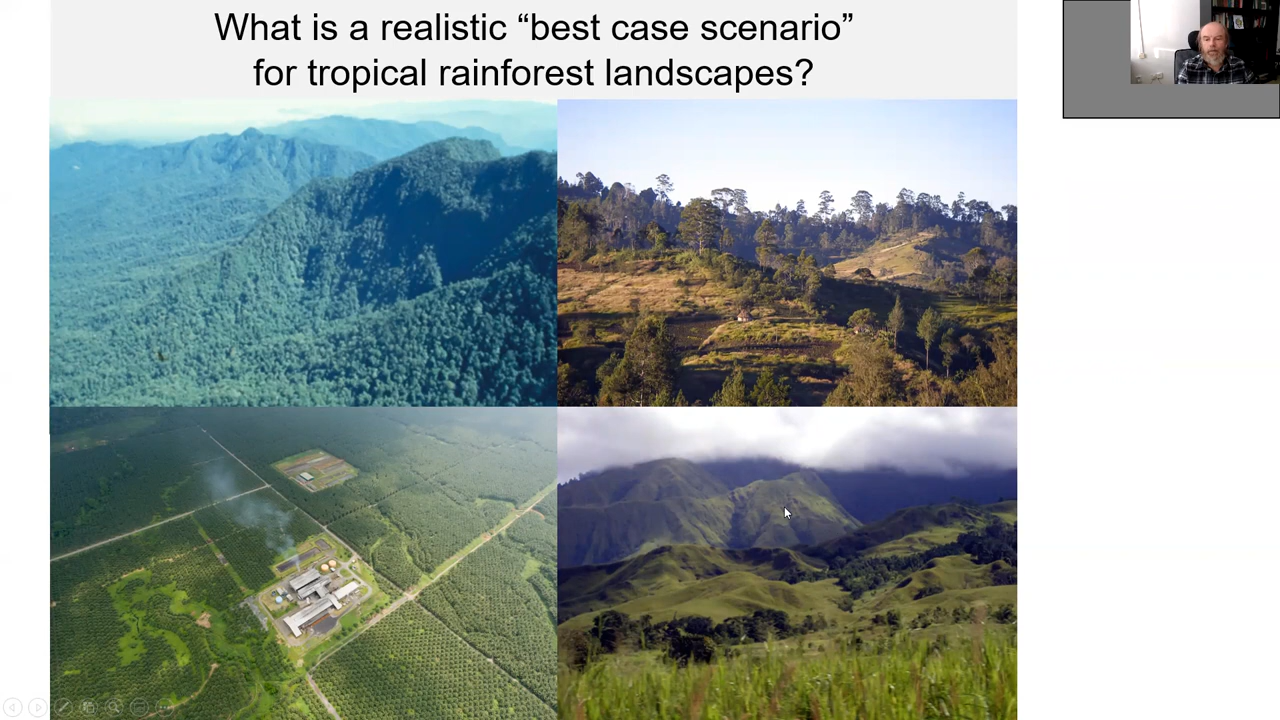 What is a realistic “best case scenario”
for tropical rainforest landscapes?